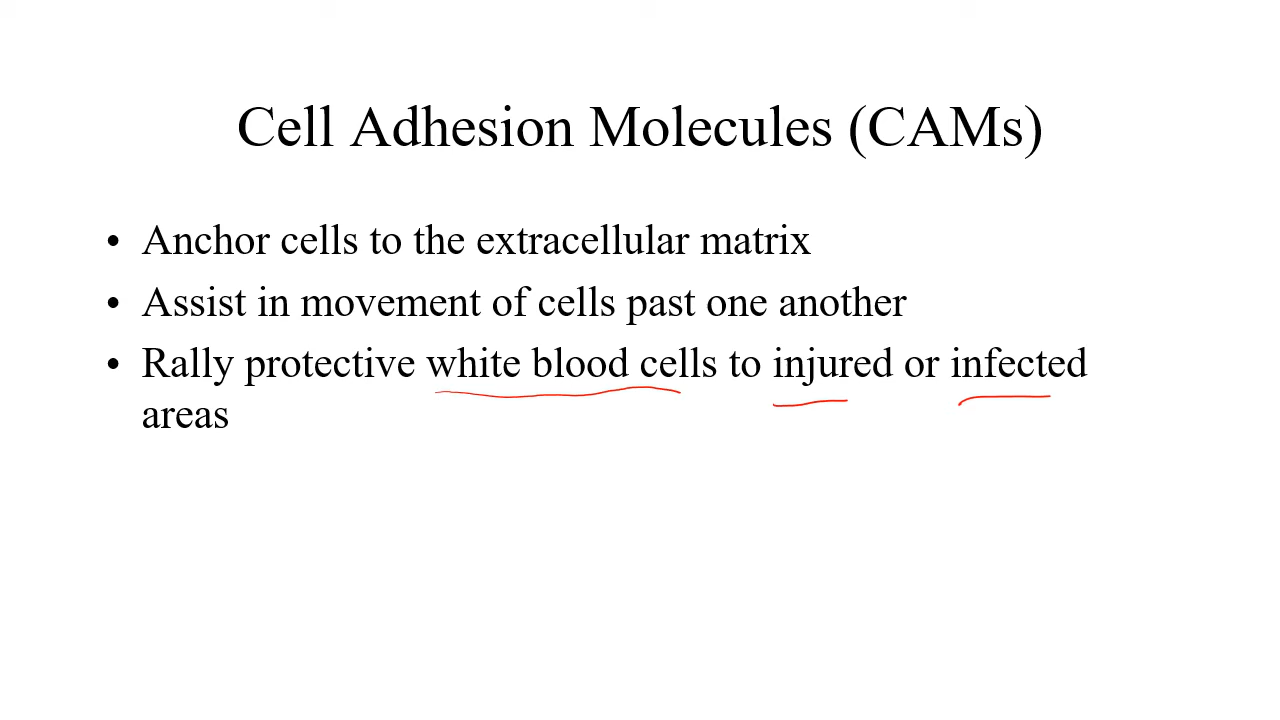 Cell Adhesion Molecules (CAMs)
• Anchor cells to the extracellular matrix
• Assist in movement of cells past one another
• Rally protective white blood cells to injured or infected
areas